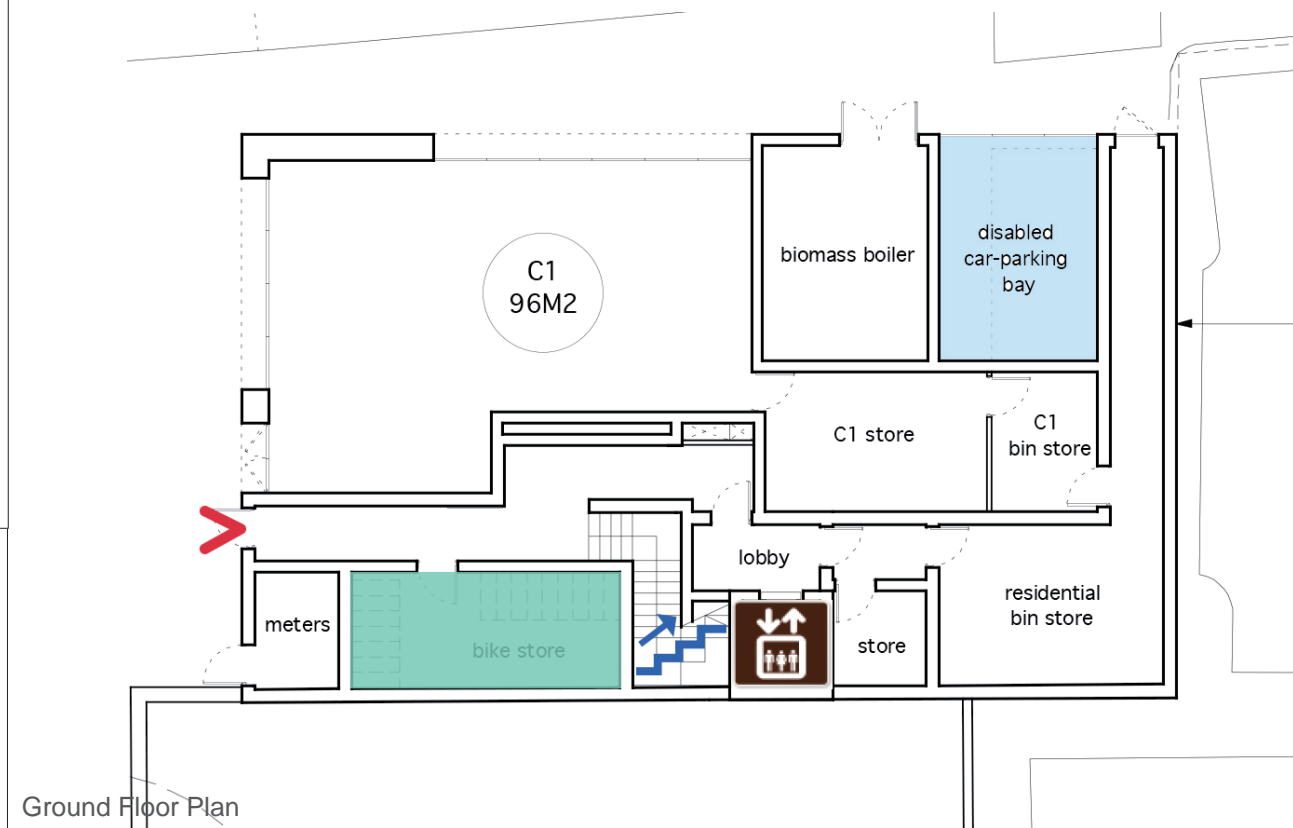 C1
96M2
biomass boiler
disabled
car-parking
bay
C1 store
C1
bin store
lobby
residential
bin store
meters
bike store
store
Ground Floor Plan